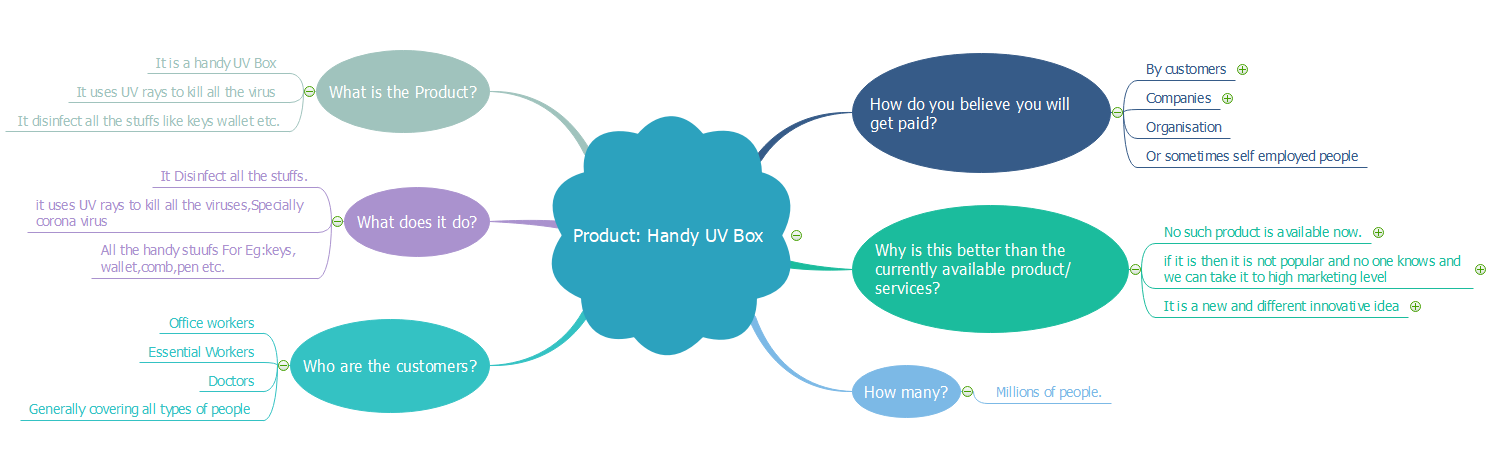 Product: Handy UV Box
What is the Product?
It is a handy UV Box
It uses UV rays to kill all the virus
It disinfect all the stuffs like keys wallet etc.
What does it do?
It Disinfect all the stuffs.
it uses UV rays to kill all the viruses,Specially
corona virus
All the handy stuufs For Eg:keys,
wallet,comb,pen etc.
Who are the customers?
Office workers
Essential Workers
Doctors
Generally covering all types of people
How do you believe you will
get paid?
By customers
Companies
Organisation
Or sometimes self employed people
Why is this better than the
currently available product/
services?
No such product is available now.
if it is then it is not popular and no one knows and
we can take it to high marketing level
It is a new and different innovative idea
How many?
Millions of people.